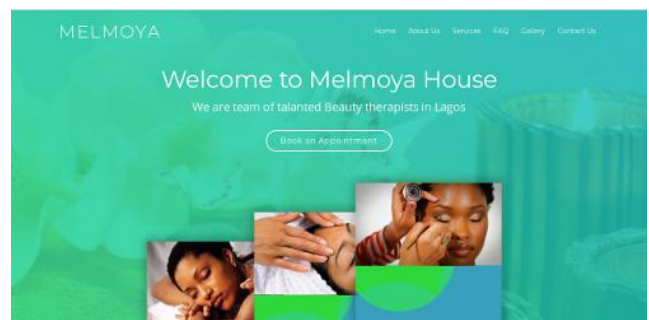 MELMOYA
Home About Us Services FAQ Gallery Contact Us
Welcome to Melmoya House
We are team of talanted Beauty therapists in Lagos
Book an Appointment